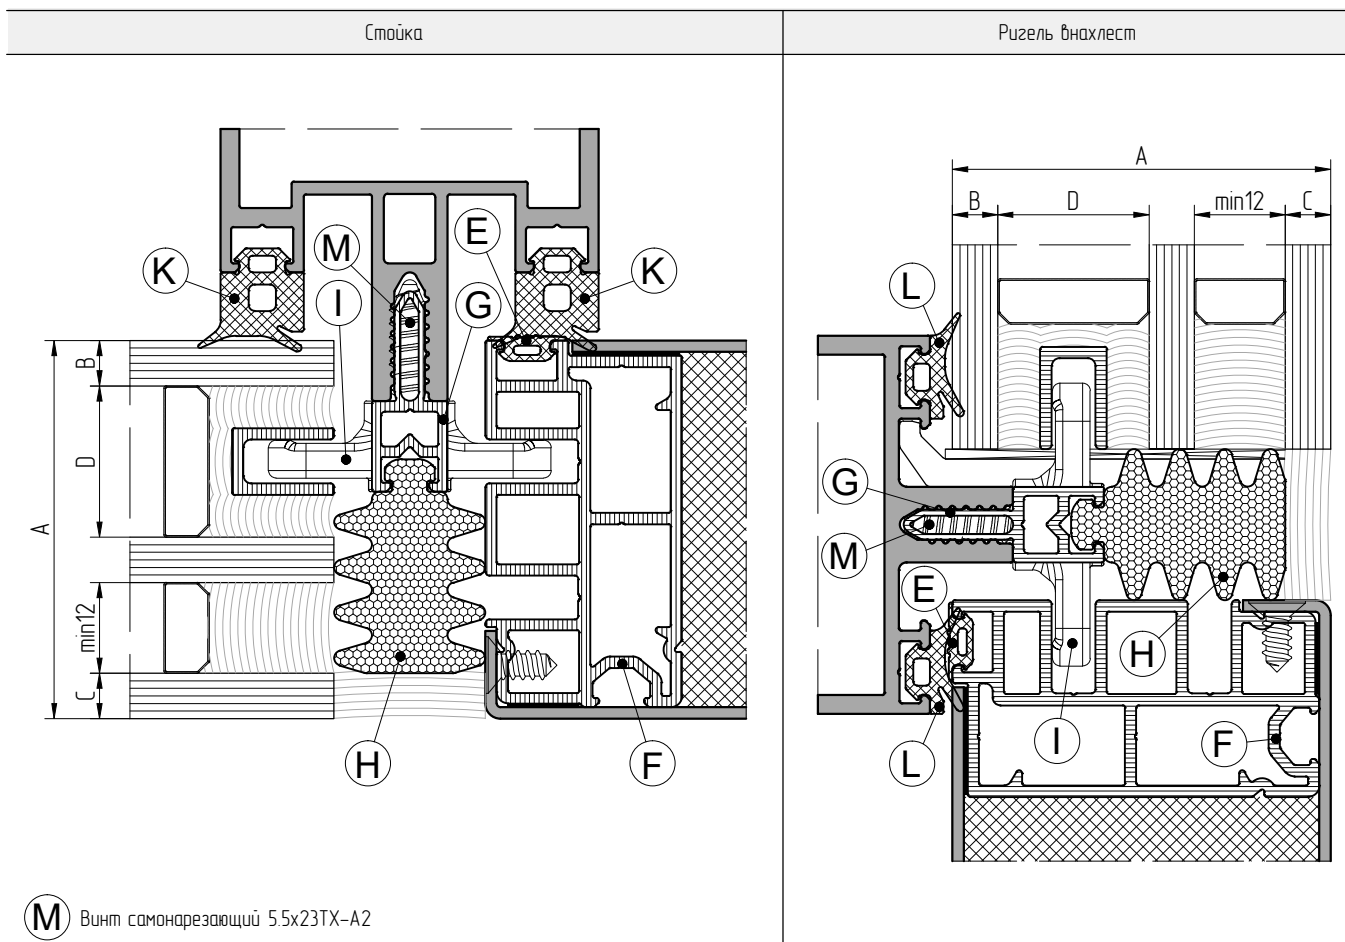 Стойка
Ригель внахлест
K
M
I
E
G
K
B
D
A
min12
C
H
F
A
B
D
min12
C
L
G
M
E
H
I
F
L
M Винт самонарезающий 5.5x23TX-A2